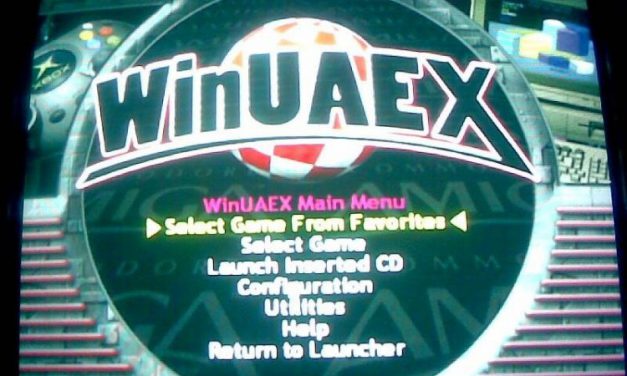 WinUAEX
XBOX
WinUAEX Main Menu
Select Game From Favorites
Select Game
Launch Inserted CD
Configuration
Utilities
Help
Return to Launcher